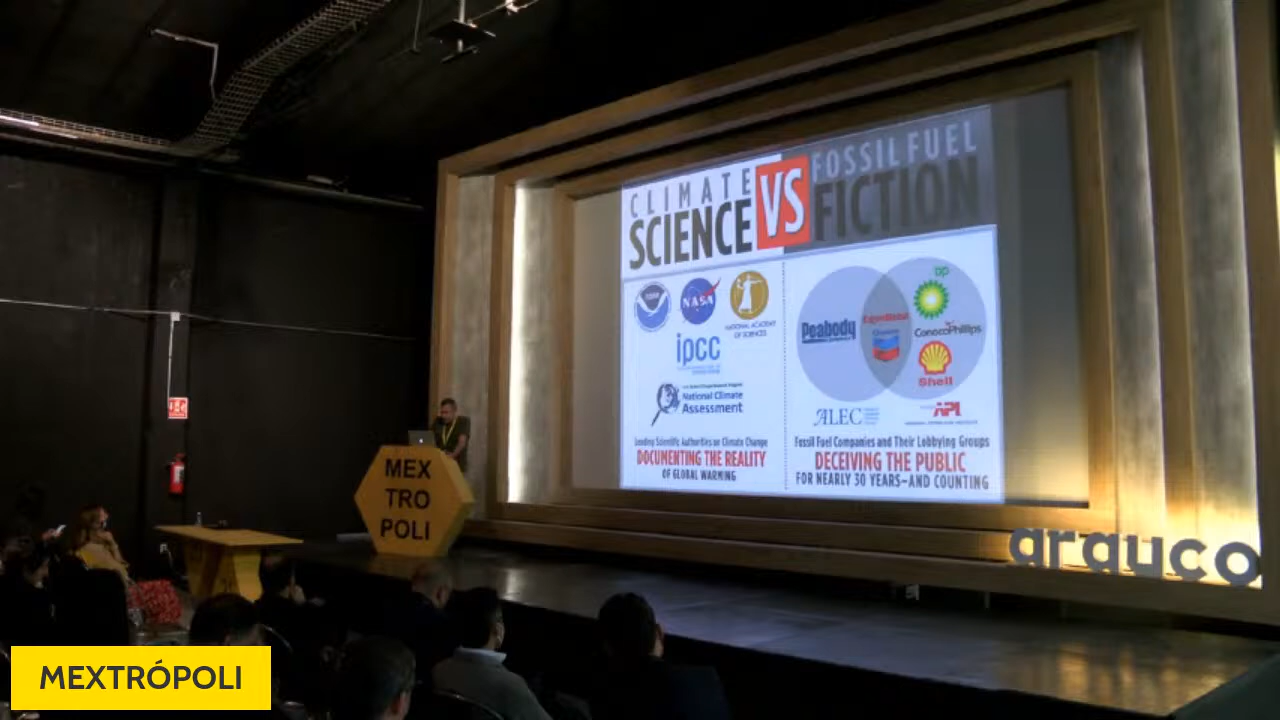 CLIMATE
SCIENCE
VS
FOSSIL FUEL
FICTION
NASA
NATIONAL ACADEMY
OF SCIENCES
ipcc
National Climate
Assessment
Leading Scientific Authorities on Climate Change
DOCUMENTING THE REALITY
OF GLOBAL WARMING
Peabody
ExxonMobil
Chevron
bp
ConocoPhillips
Shell
ALEC
API
Fossil Fuel Companies and Their Lobbying Groups
DECEIVING THE PUBLIC
FOR NEARLY 30 YEARS—AND COUNTING
MEX
TRO
POLI
arauco
MEXTRÓPOLI